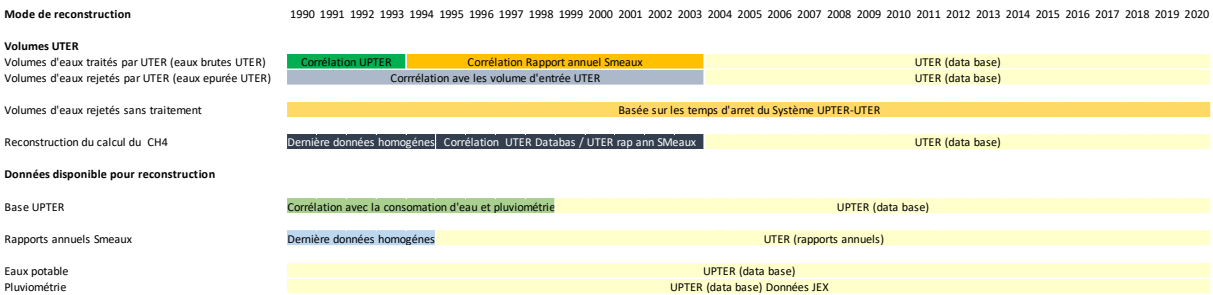 Mode de reconstruction 1990 1991 1992 1993 1994 1995 1996 1997 1998 1999 2000 2001 2002 2003 2004 2005 2006 2007 2008 2009 2010 2011 2012 2013 2014 2015 2016 2017 2018 2019 2020
Volumes UTER
Volumes d'eaux traités par UTER (eaux brutes UTER) Corrélation UPTER Corrélation Rapport annuel Smeaux UTER (data base)
Volumes d'eaux rejetés par UTER (eaux epurée UTER) Corrrélation ave les volume d'entrée UTER UTER (data base)
Volumes d'eaux rejetés sans traitement Basée sur les temps d'arret du Système UPTER-UTER
Reconstruction du calcul du CH4 Dernière données homogénes Corrélation UTER Databas / UTER rap ann SMeaux UTER (data base)
Données disponible pour reconstruction
Base UPTER Corrélation avec la consomation d'eau et pluviométrie UPTER (data base)
Rapports annuels Smeaux Dernière données homogénes UTER (rapports annuels)
Eaux potable UPTER (data base)
Pluviométrie UPTER (data base) Données JEX